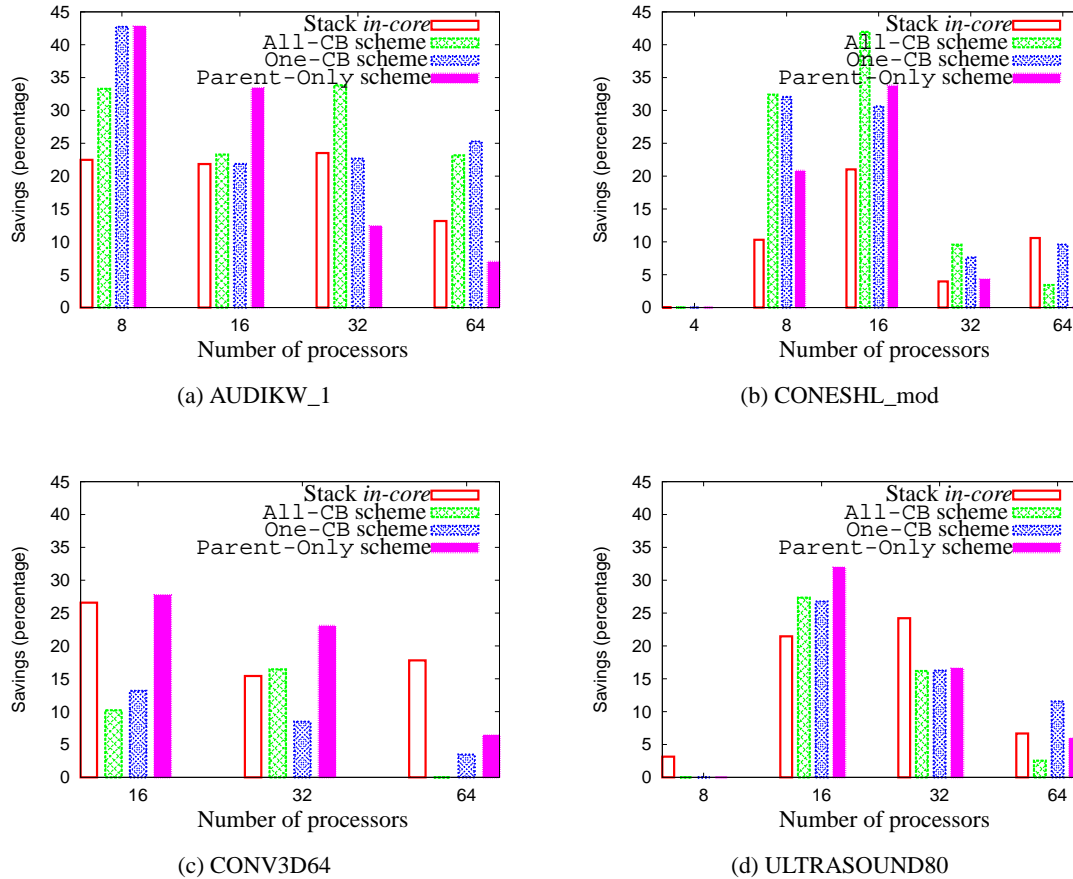 45
40
35
30
25
20
15
10
5
0
Savings (percentage)
Stack in-core
All-CB scheme
One-CB scheme
Parent-Only scheme
8 16 32 64
Number of processors
(a) AUDIKW_1
45
40
35
30
25
20
15
10
5
0
Savings (percentage)
Stack in-core
All-CB scheme
One-CB scheme
Parent-Only scheme
4 8 16 32 64
Number of processors
(b) CONESHL_mod
45
40
35
30
25
20
15
10
5
0
Savings (percentage)
Stack in-core
All-CB scheme
One-CB scheme
Parent-Only scheme
16 32 64
Number of processors
(c) CONV3D64
45
40
35
30
25
20
15
10
5
0
Savings (percentage)
Stack in-core
All-CB scheme
One-CB scheme
Parent-Only scheme
8 16 32 64
Number of processors
(d) ULTRASOUND80